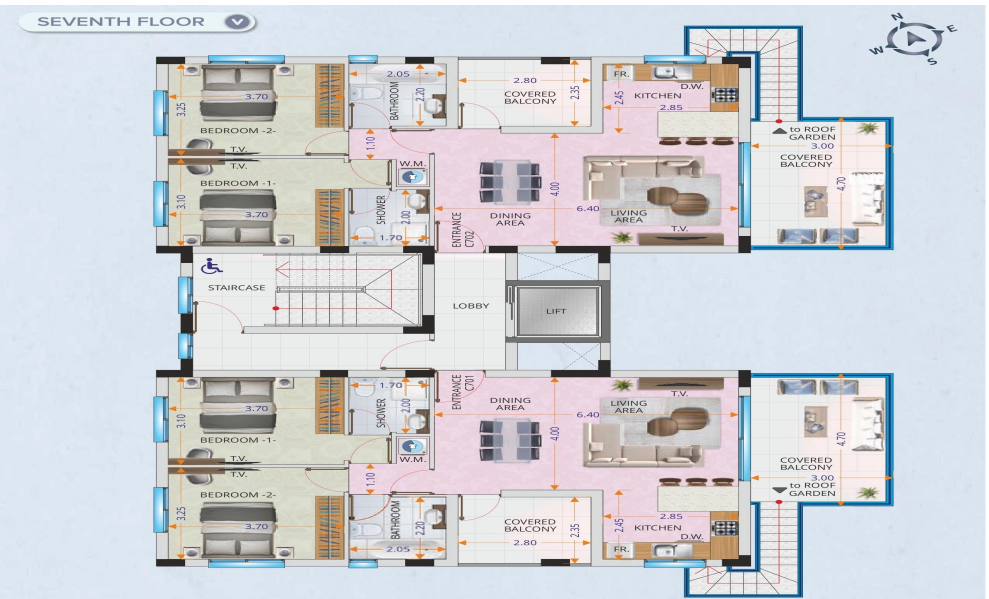 SEVENTH FLOOR
N
E
W
S
2.05
2.20
BATHROOM
2.80
COVERED
BALCONY
2.35
FR.
D.W.
KITCHEN
2.45
2.85
3.25
3.70
BEDROOM -2-
T.V.
1.10
W.M.
to ROOF
GARDEN
3.00
COVERED
BALCONY
4.70
T.V.
BEDROOM -1-
3.10
3.70
SHOWER
2.00
1.70
ENTRANCE
C702
DINING
AREA
4.00
6.40
LIVING
AREA
T.V.
STAIRCASE
LOBBY
LIFT
3.10
3.70
BEDROOM -1-
T.V.
1.70
SHOWER
2.00
W.M.
ENTRANCE
C701
DINING
AREA
4.00
6.40
LIVING
AREA
T.V.
4.70
COVERED
BALCONY
3.00
to ROOF
GARDEN
T.V.
BEDROOM -2-
3.25
3.70
1.10
BATHROOM
2.20
2.05
COVERED
BALCONY
2.80
2.35
2.45
2.85
KITCHEN
D.W.
FR.